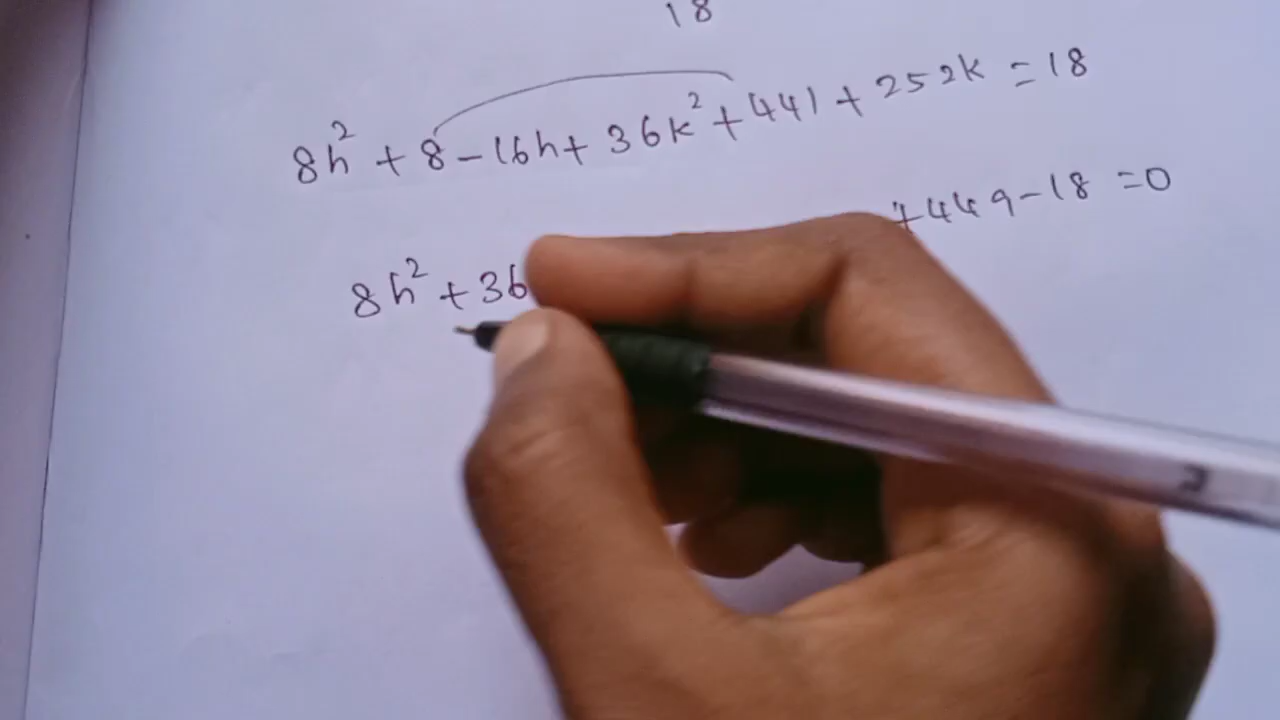 18
8h² + 8 - 16h + 36k² + 441 + 252k = 18
8h² + 36 +449-18 =0